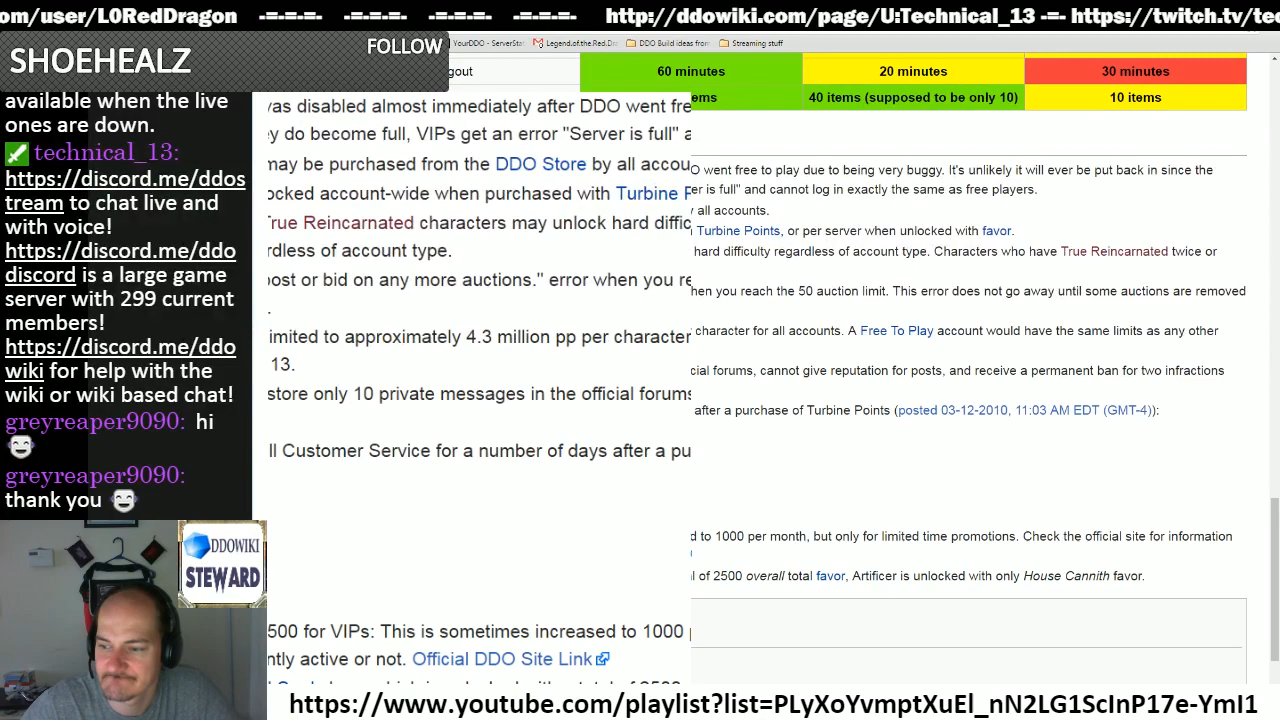 om/user/L0RedDragon -=-=-=- -=-=-=- -=-=-=- -=-=-=- http://ddowiki.com/page/U:Technical_13 -=- https://twitch.tv/tec
SHOEHEALZ
FOLLOW
YourDDO - ServerStat
Legend.of.the.Red.Dr
DDO Build ideas from
Streaming stuff
gout
60 minutes
20 minutes
30 minutes
ems
40 items (supposed to be only 10)
10 items
available when the live
ones are down.
technical_13:
https://discord.me/ddos
tream to chat live and
with voice!
https://discord.me/ddo
discord is a large game
server with 299 current
members!
https://discord.me/ddo
wiki for help with the
wiki or wiki based chat!
greyreaper9090: hi
greyreaper9090:
thank you
vas disabled almost immediately after DDO went fre
y do become full, VIPs get an error "Server is full" a
may be purchased from the DDO Store by all accou
ocked account-wide when purchased with Turbine P
True Reincarnated characters may unlock hard diffic
rdless of account type.
post or bid on any more auctions." error when you re
.
imited to approximately 4.3 million pp per character
13.
store only 10 private messages in the official forums
ll Customer Service for a number of days after a pu
500 for VIPs: This is sometimes increased to 1000 p
ntly active or not. Official DDO Site Link
O went free to play due to being very buggy. It's unlikely it will ever be put back in since the
er is full" and cannot log in exactly the same as free players.
all accounts.
Turbine Points, or per server when unlocked with favor.
hard difficulty regardless of account type. Characters who have True Reincarnated twice or
hen you reach the 50 auction limit. This error does not go away until some auctions are removed
character for all accounts. A Free To Play account would have the same limits as any other
cial forums, cannot give reputation for posts, and receive a permanent ban for two infractions
after a purchase of Turbine Points (posted 03-12-2010, 11:03 AM EDT (GMT-4)):
d to 1000 per month, but only for limited time promotions. Check the official site for information
l of 2500 overall total favor, Artificer is unlocked with only House Cannith favor.
DDOWIKI
STEWARD
https://www.youtube.com/playlist?list=PLyXoYvmptXuEl_nN2LG1ScInP17e-YmI1